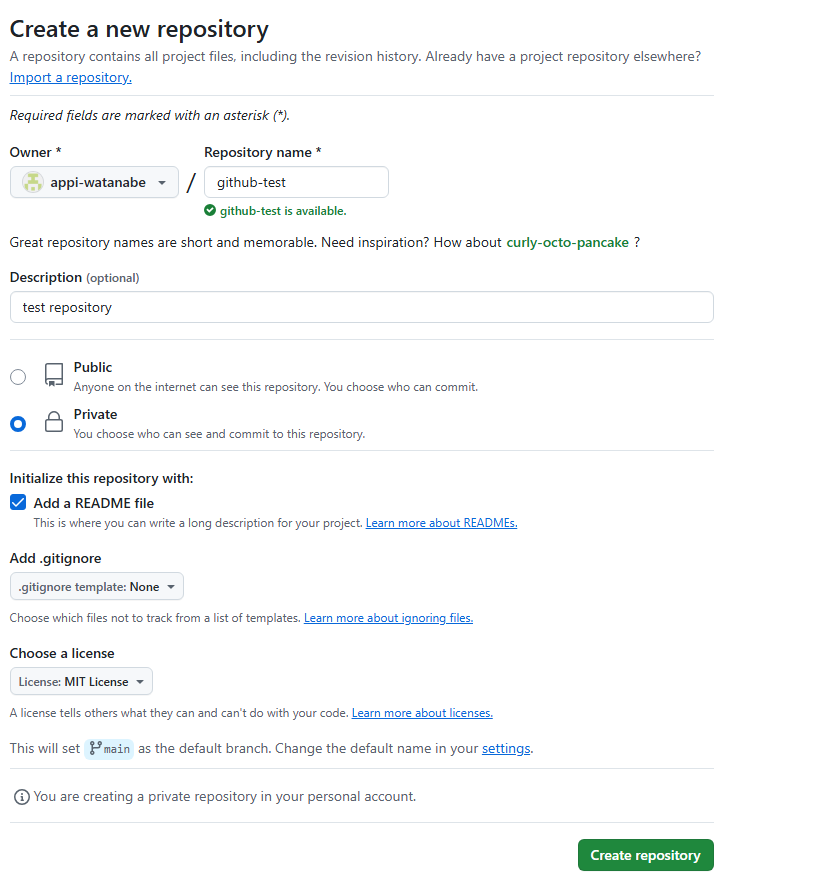 Create a new repository
A repository contains all project files, including the revision history. Already have a project repository elsewhere?
Import a repository.
Required fields are marked with an asterisk (*).
Owner * Repository name *
appi-watanabe / github-test
github-test is available.
Great repository names are short and memorable. Need inspiration? How about curly-octo-pancake ?
Description (optional)
test repository
Public
Anyone on the internet can see this repository. You choose who can commit.
Private
You choose who can see and commit to this repository.
Initialize this repository with:
Add a README file
This is where you can write a long description for your project. Learn more about READMEs.
Add .gitignore
.gitignore template: None
Choose which files not to track from a list of templates. Learn more about ignoring files.
Choose a license
License: MIT License
A license tells others what they can and can't do with your code. Learn more about licenses.
This will set main as the default branch. Change the default name in your settings.
You are creating a private repository in your personal account.
Create repository